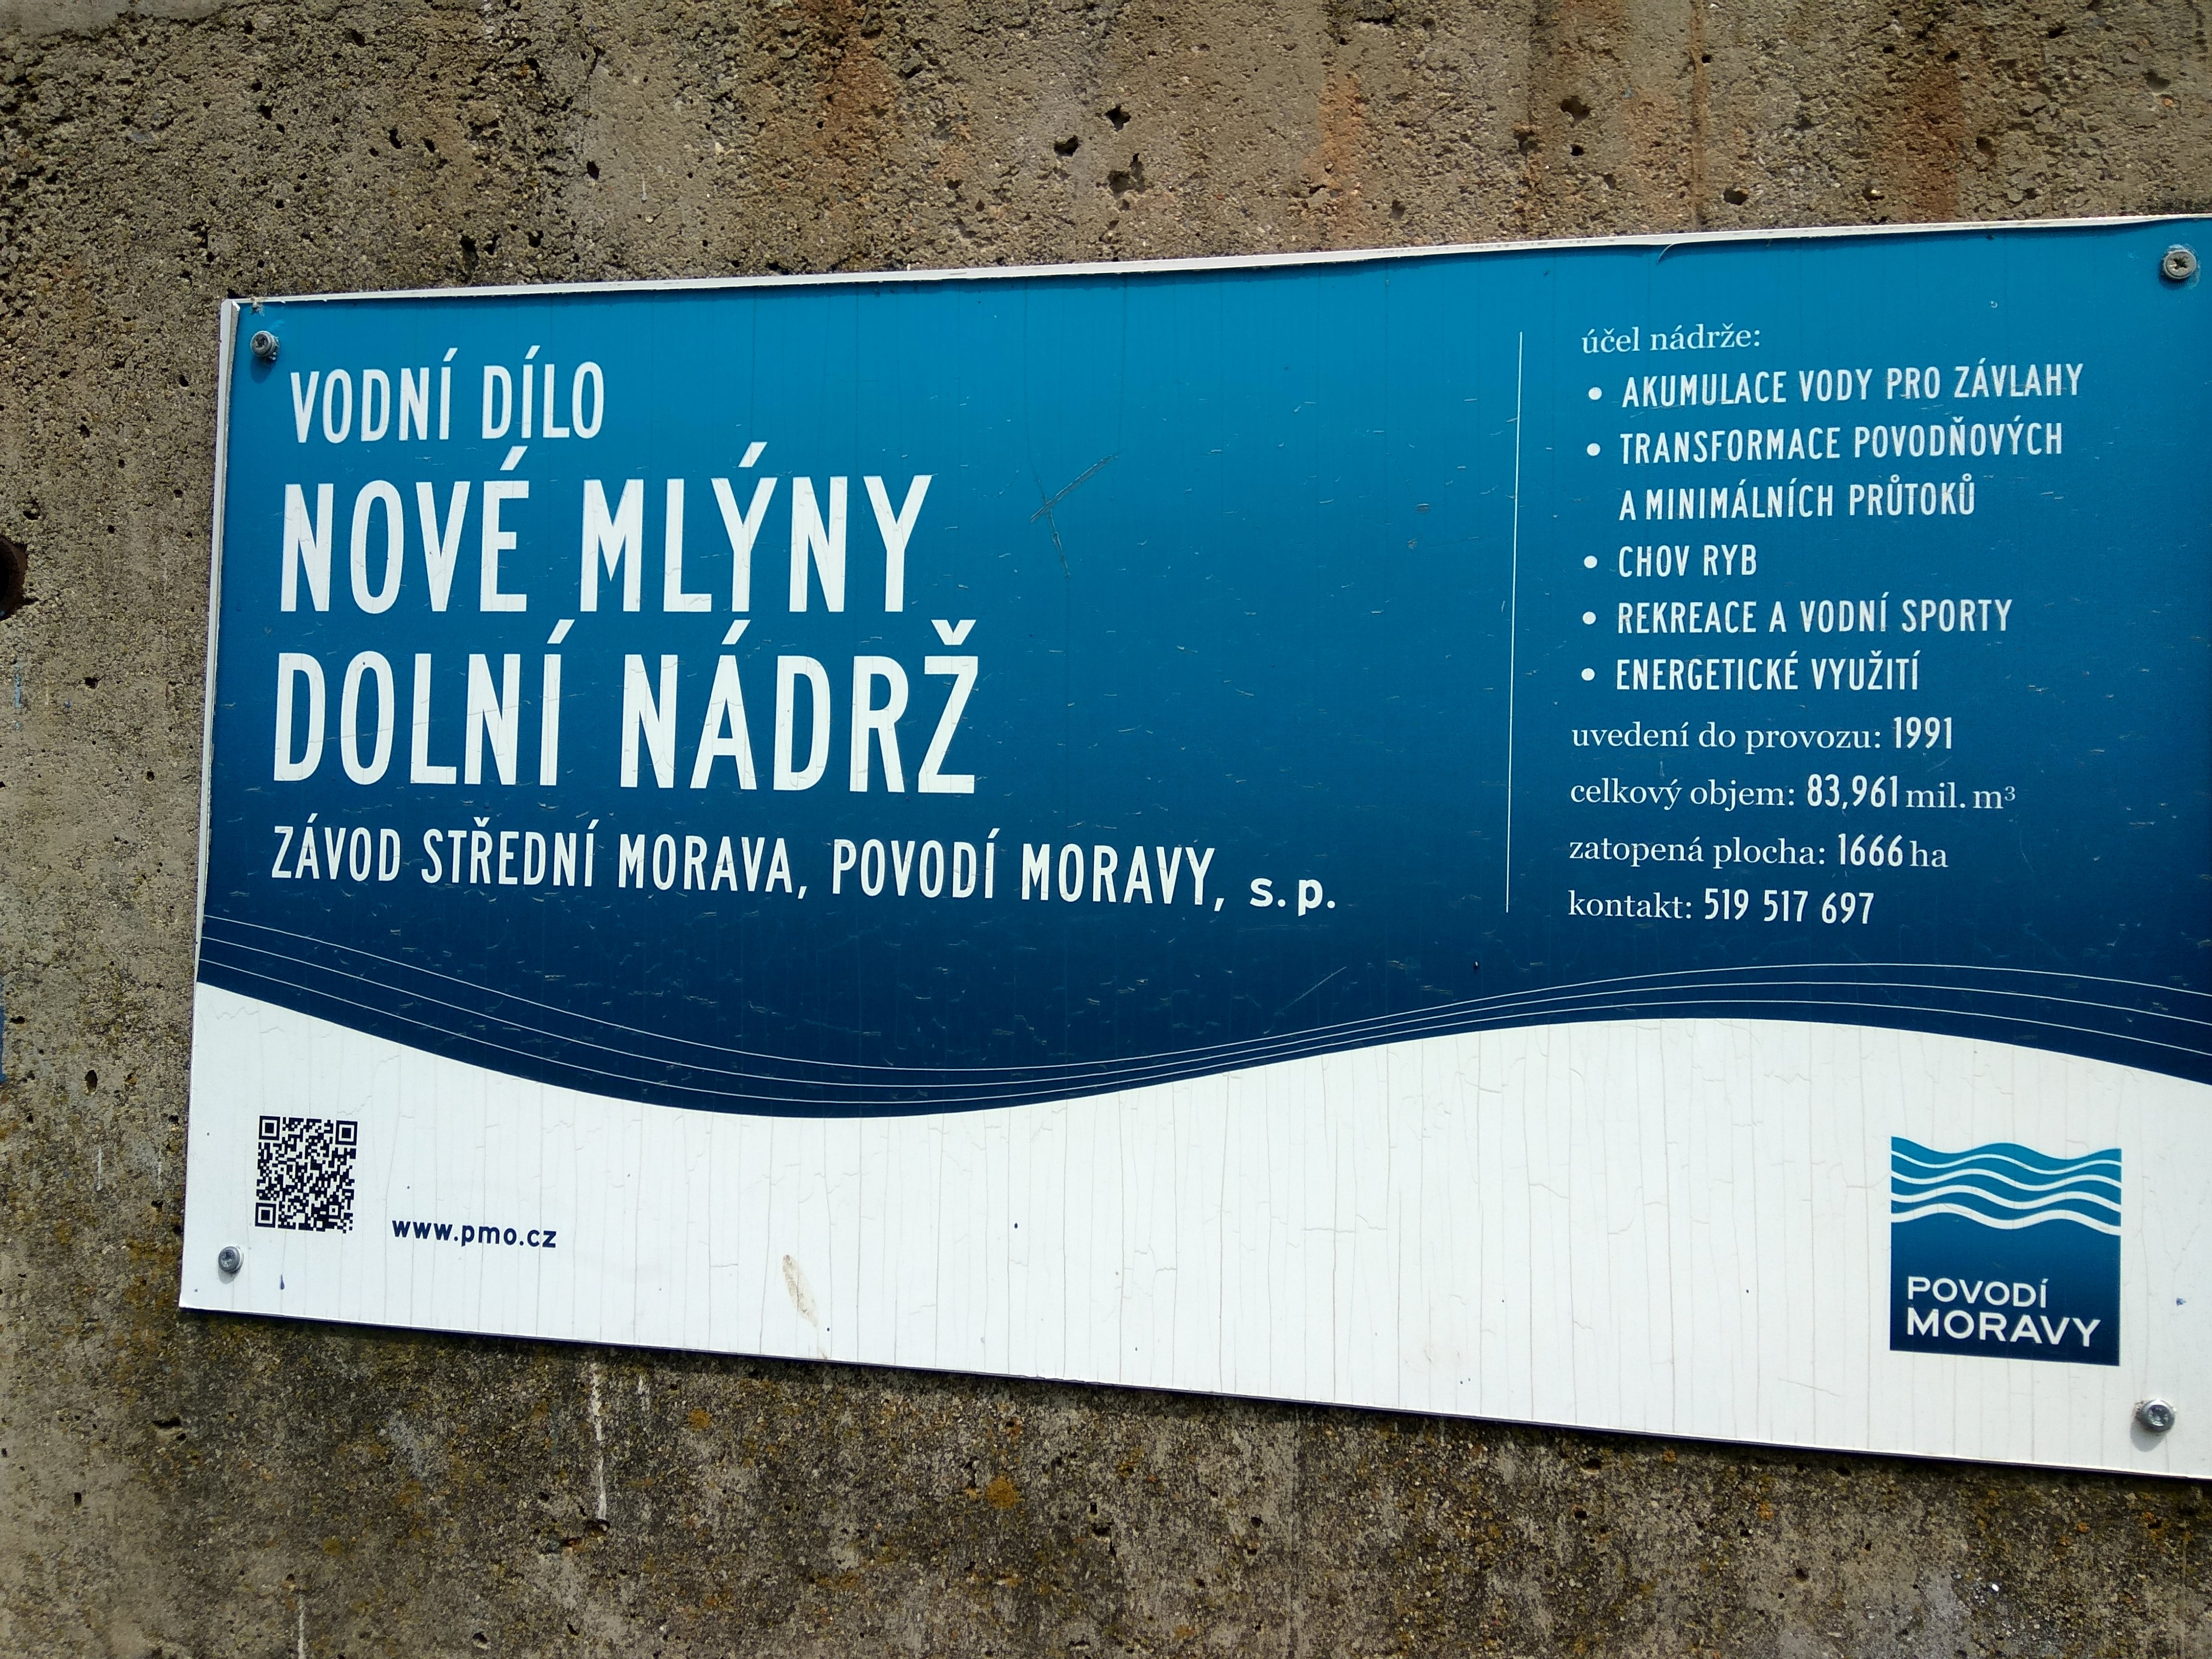 VODNÍ DÍLO
NOVÉ MLÝNY
DOLNÍ NÁDRŽ
ZÁVOD STŘEDNÍ MORAVA, POVODÍ MORAVY, s.p.
účel nádrže:
• AKUMULACE VODY PRO ZÁVLAHY
• TRANSFORMACE POVODŇOVÝCH
A MINIMÁLNÍCH PRŮTOKŮ
• CHOV RYB
• REKREACE A VODNÍ SPORTY
• ENERGETICKÉ VYUŽITÍ
uvedení do provozu: 1991
celkový objem: 83,961 mil. m³
zatopená plocha: 1666 ha
kontakt: 519 517 697
www.pmo.cz
POVODÍ
MORAVY